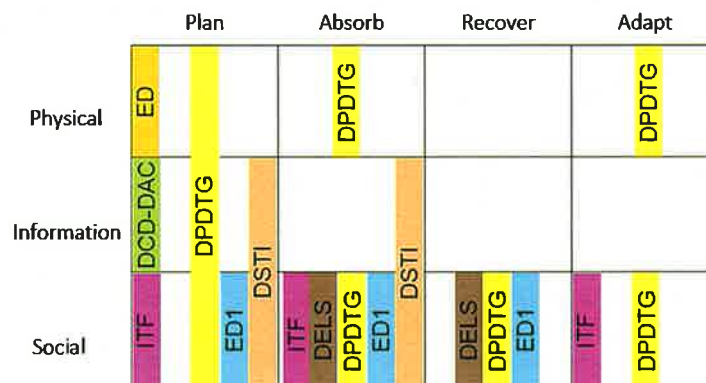 Plan Absorb Recover Adapt
Physical
ED
DPDTG
DPDTG
DPDTG
Information
DCD-DAC
DSTI
DSTI
Social
ITF
ED1
ITF
DELS
DPDTG
ED1
DELS
DPDTG
ED1
ITF
DPDTG